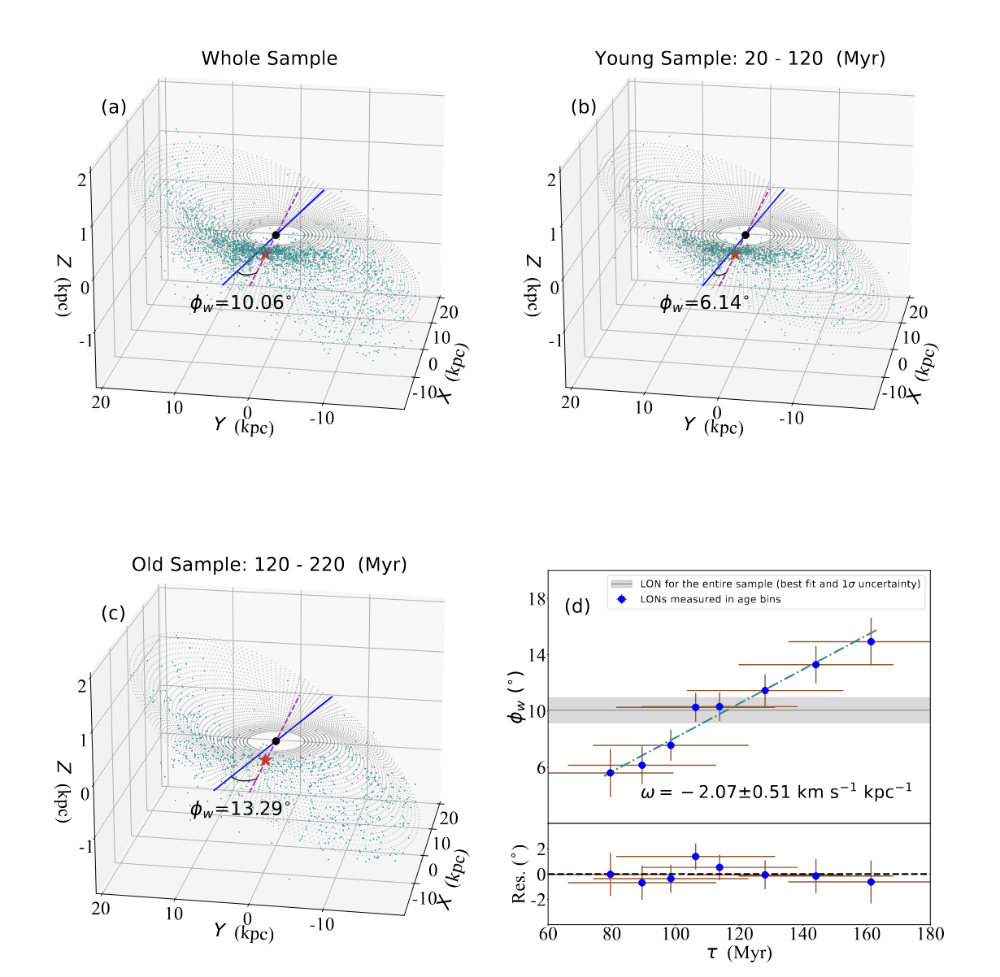 Whole Sample
(a)
2
1
0
-1
Z (kpc)
ϕw=10.06°
20
10
0
-10
X (kpc)
20
10
0
-10
Y (kpc)
Young Sample: 20 - 120 (Myr)
(b)
2
1
0
-1
Z (kpc)
ϕw=6.14°
20
10
0
-10
X (kpc)
20
10
0
-10
Y (kpc)
Old Sample: 120 - 220 (Myr)
(c)
2
1
0
-1
Z (kpc)
ϕw=13.29°
20
10
0
-10
X (kpc)
20
10
0
-10
Y (kpc)
(d)
LON for the entire sample (best fit and 1σ uncertainty)
LONs measured in age bins
18
14
10
6
ϕw (°)
ω = −2.07±0.51 km s⁻¹ kpc⁻¹
2
0
-2
Res. (°)
60 80 100 120 140 160 180
τ (Myr)